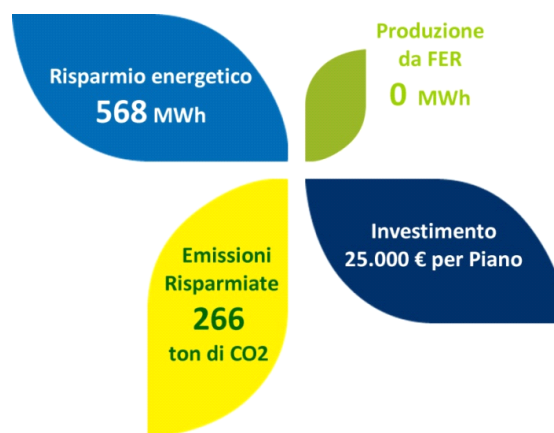 Risparmio energetico
568 MWh
Produzione
da FER
0 MWh
Emissioni
Risparmiate
266
ton di CO2
Investimento
25.000 € per Piano